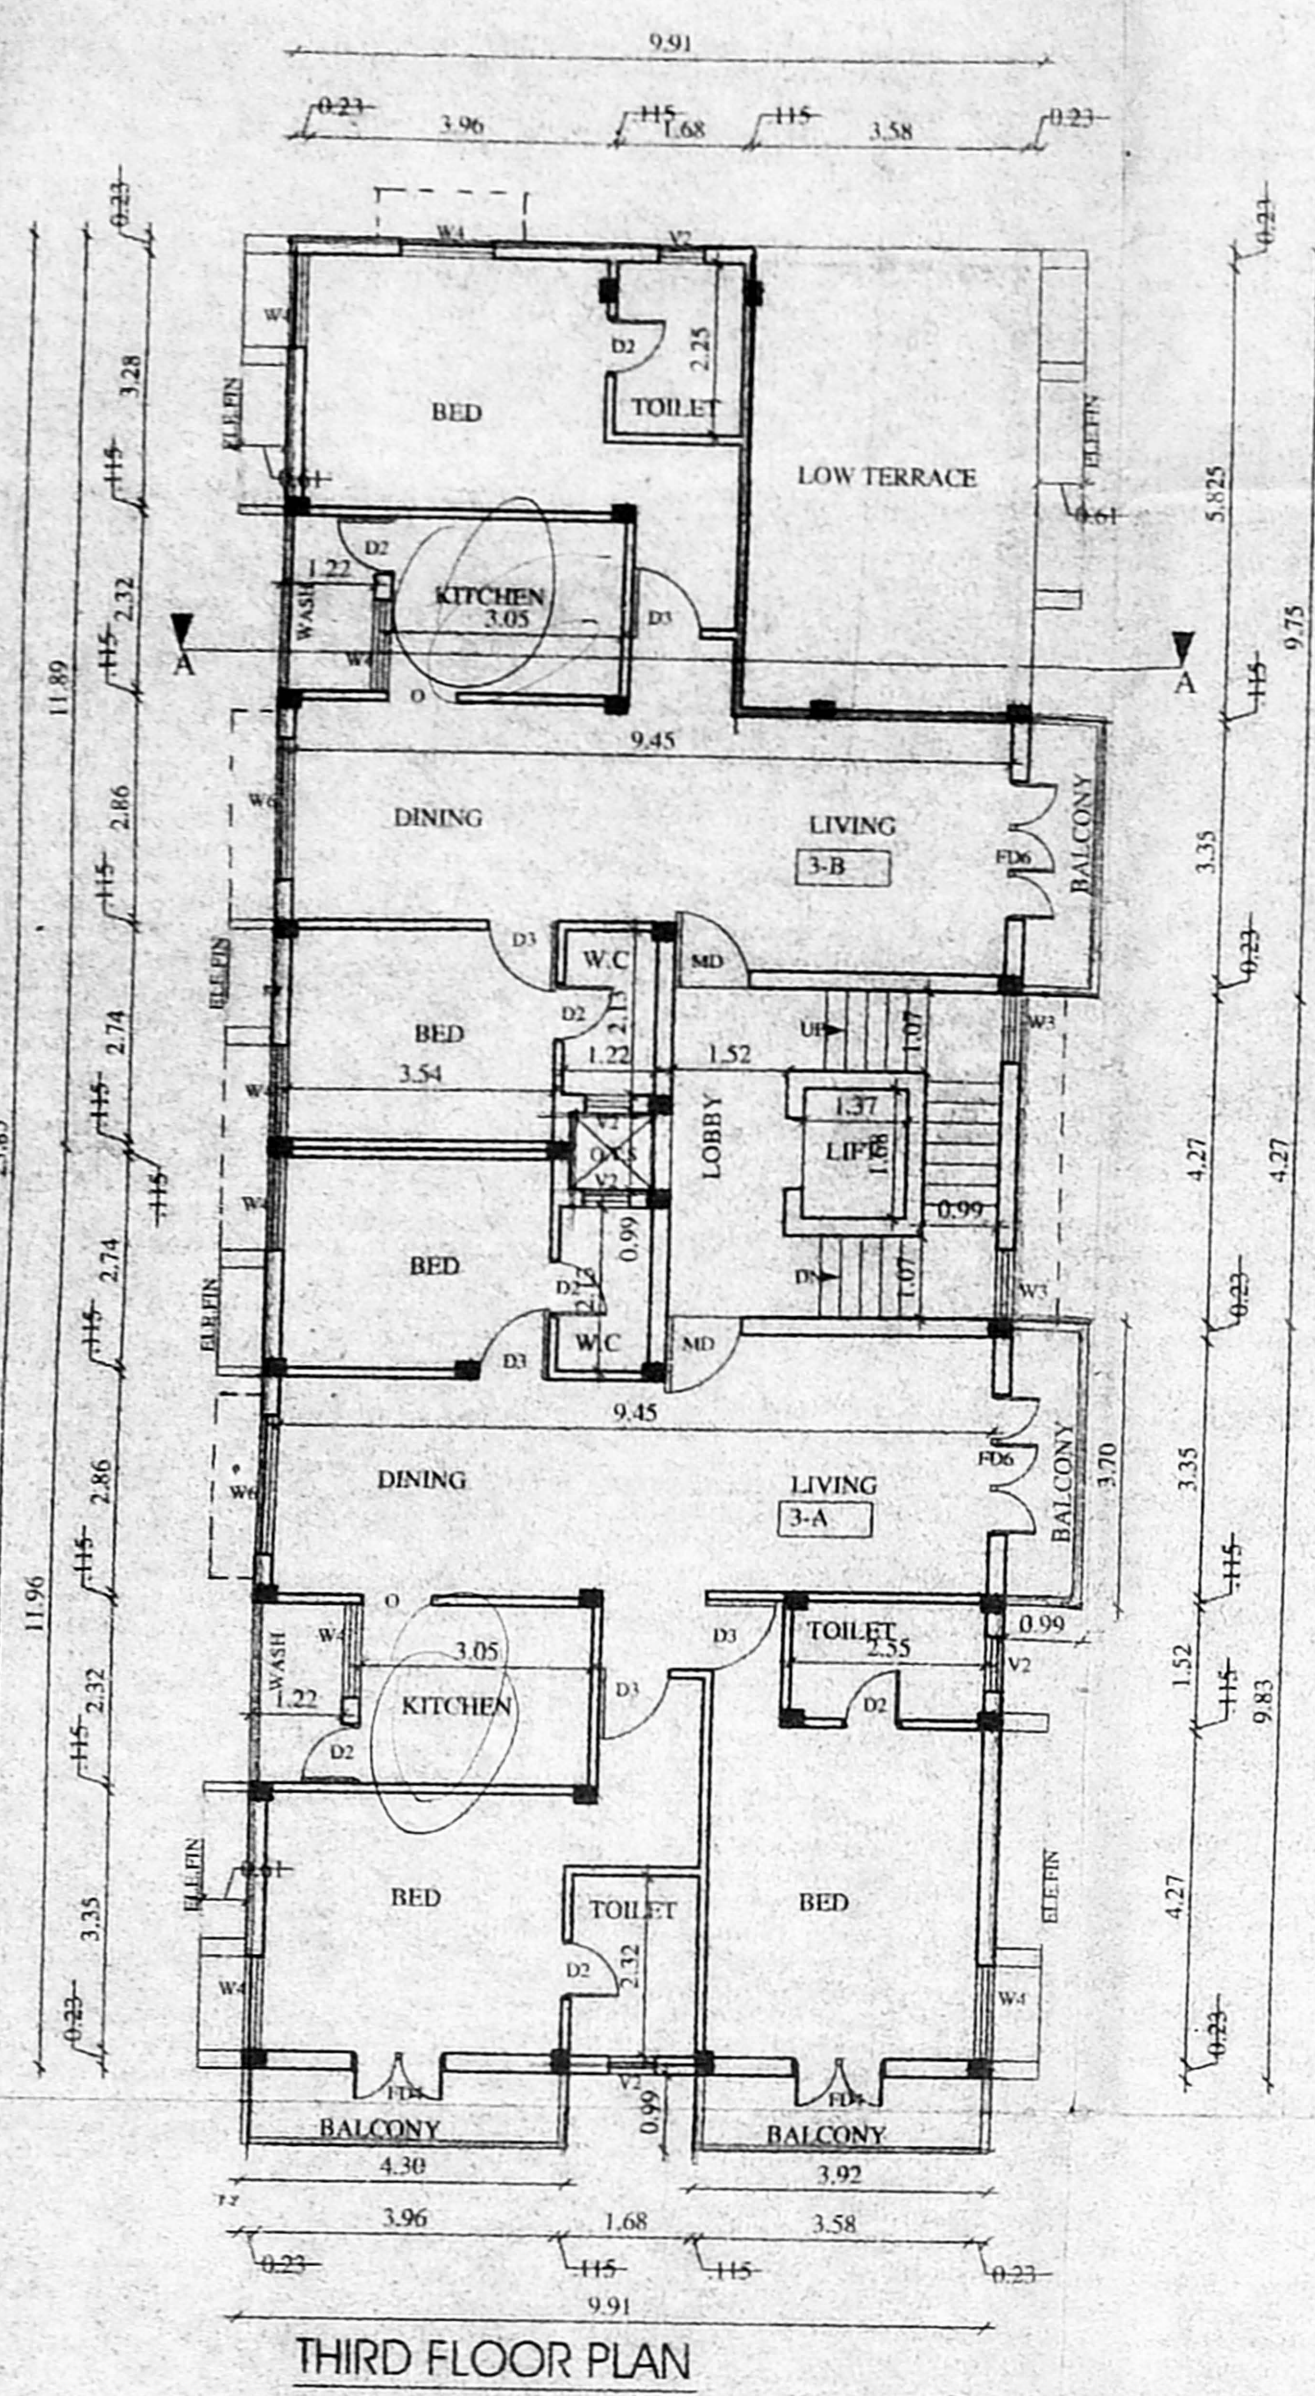 9.91
0.23 3.96 .115 1.68 .115 3.58 0.23
0.23
0.23
W4 V2
W4
3.28
D2
2.25
ELE.FIN
BED TOILET
ELE.FIN
LOW TERRACE
.115
0.61
5.825
0.61
D2
1.22
KITCHEN
2.32
WASH
3.05
D3
9.75
A
W4
A
.115
11.89
O
.115
9.45
W6
2.86
DINING
LIVING
BALCONY
3.35
FD6
3-B
.115
D3
W.C
MD
0.23
ELE.FIN
D2
2.13
UP
1.07
W3
BED
2.74
3.54
1.22
1.52
W4
1.37
.115
V2
LOBBY
O.T.S
LIFT
1.68
4.27
4.27
V2
.115
W4
0.99
0.99
2.74
BED
D2
2.13
DN
1.07
W3
ELE.FIN
0.23
.115
W.C
MD
D3
9.45
2.86
DINING
FD6
BALCONY
3.70
3.35
W6
LIVING
3-A
.115
11.96
O
.115
WASH
W4
3.05
D3
TOILET
2.55
0.99
V2
1.52
2.32
1.22
KITCHEN
D3
D2
.115
9.83
.115
D2
ELE.FIN
0.61
BED
TOILET
BED
ELE.FIN
4.27
3.35
D2
2.32
W4
W4
0.23
0.23
FD4
V2
0.99
FD4
BALCONY BALCONY
4.30 3.92
3.96 1.68 3.58
0.23 .115 .115 0.23
9.91
THIRD FLOOR PLAN